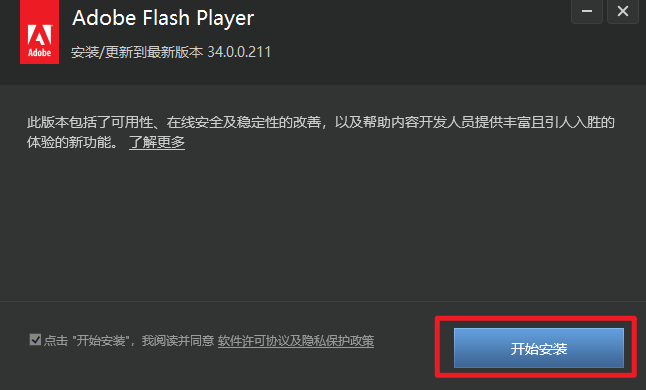 Adobe Flash Player
Adobe
安装/更新到最新版本 34.0.0.211
此版本包括了可用性、在线安全及稳定性的改善，以及帮助内容开发人员提供丰富且引人入胜的
体验的新功能。 了解更多
点击 "开始安装"，我阅读并同意 软件许可协议及隐私保护政策
开始安装